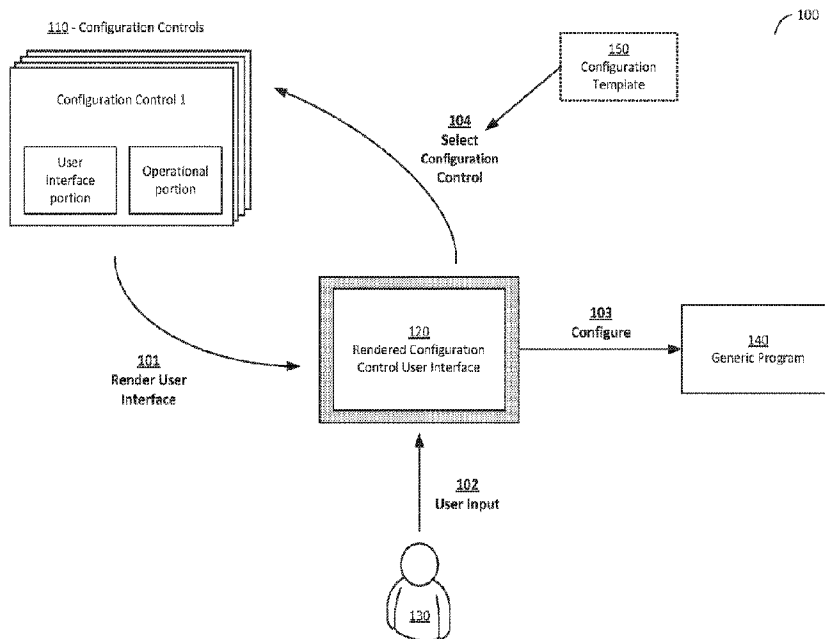 110 - Configuration Controls
100
150
Configuration
Template
Configuration Control 1
104
Select
Configuration
Control
User
Interface
portion
Operational
portion
120
Rendered Configuration
Control User Interface
103
Configure
140
Generic Program
101
Render User
Interface
102
User Input
130